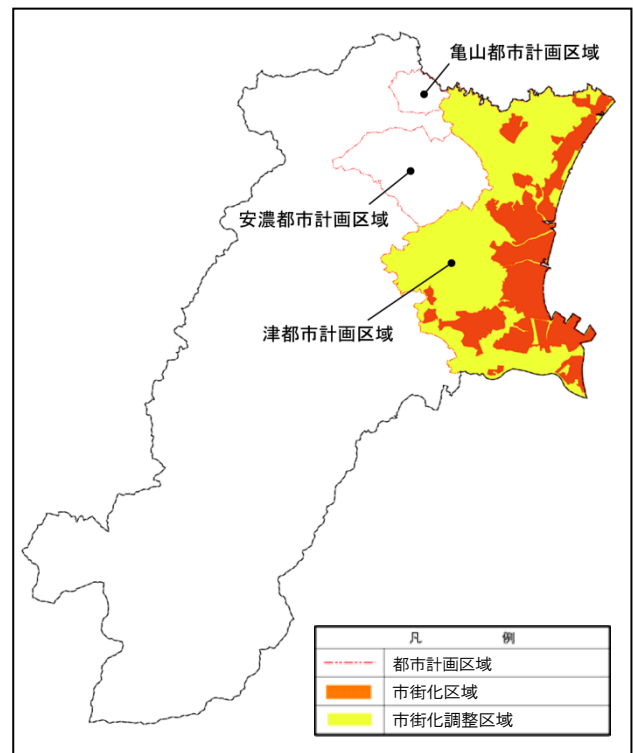 亀山都市計画区域
安濃都市計画区域
津都市計画区域
凡 例
都市計画区域
市街化区域
市街化調整区域